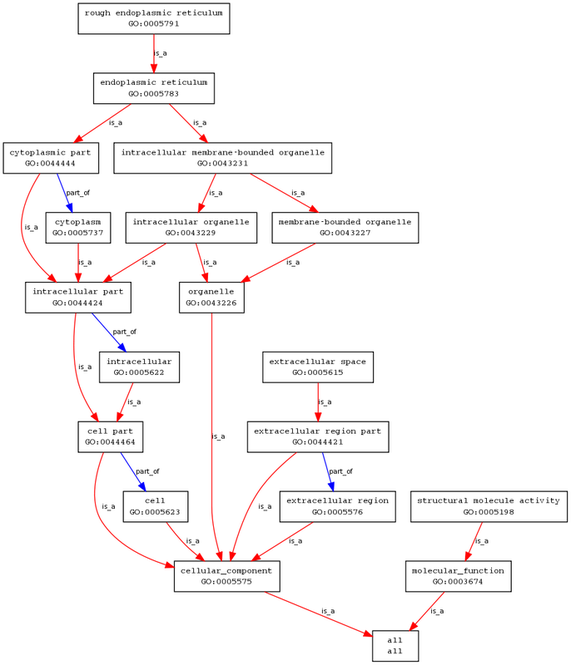 rough endoplasmic reticulum
GO:0005791
is_a
endoplasmic reticulum
GO:0005783
is_a
is_a
cytoplasmic part
GO:0044444
intracellular membrane-bounded organelle
GO:0043231
part_of
is_a
is_a
is_a
cytoplasm
GO:0005737
intracellular organelle
GO:0043229
membrane-bounded organelle
GO:0043227
is_a
is_a
is_a
is_a
intracellular part
GO:0044424
organelle
GO:0043226
part_of
is_a
intracellular
GO:0005622
extracellular space
GO:0005615
is_a
is_a
cell part
GO:0044464
is_a
extracellular region part
GO:0044421
part_of
part_of
is_a
is_a
cell
GO:0005623
extracellular region
GO:0005576
structural molecule activity
GO:0005198
is_a
is_a
is_a
cellular_component
GO:0005575
molecular_function
GO:0003674
is_a
is_a
all
all